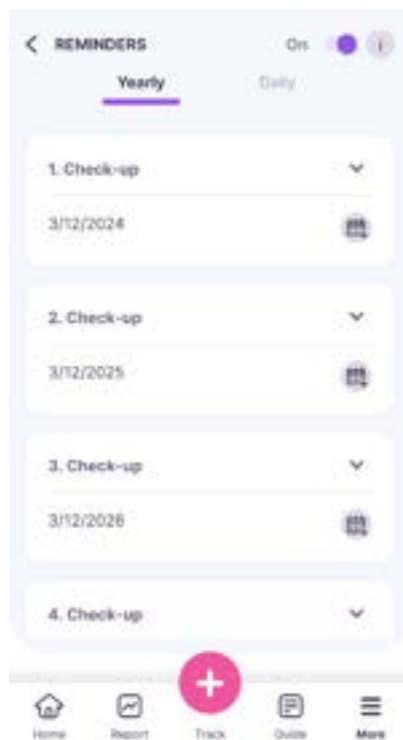 REMINDERS On i
Yearly Daily
1. Check-up
3/12/2024
2. Check-up
3/12/2025
3. Check-up
3/12/2026
4. Check-up
Home Report Track Guide More